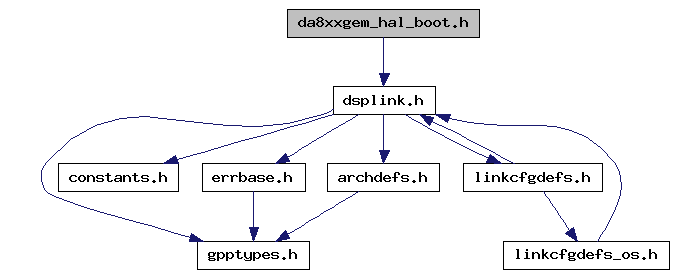 da8xxgem_hal_boot.h
dsplink.h
constants.h
errbase.h
archdefs.h
linkcfgdefs.h
gpptypes.h
linkcfgdefs_os.h